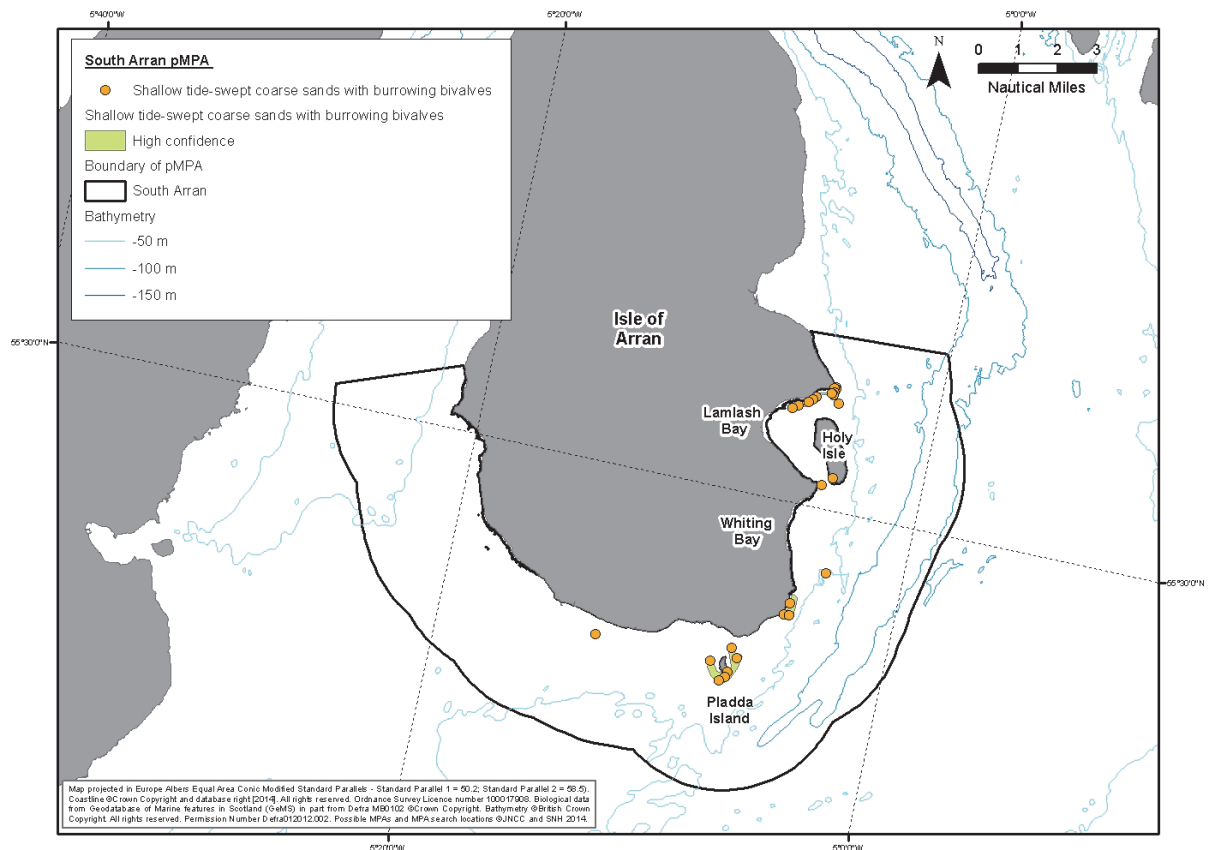 5°40'0"W
5°20'0"W
5°0'0"W
South Arran pMPA
Shallow tide-swept coarse sands with burrowing bivalves
Shallow tide-swept coarse sands with burrowing bivalves
High confidence
Boundary of pMPA
South Arran
Bathymetry
-50 m
-100 m
-150 m
N
0 1 2 3
Nautical Miles
55°30'0"N
Isle of
Arran
Lamlash
Bay
Holy
Isle
Whiting
Bay
55°30'0"N
Pladda
Island
Map projected in Europe Albers Equal Area Conic Modified Standard Parallels - Standard Parallel 1 = 50.2; Standard Parallel 2 = 58.5).
Coastline ©Crown Copyright and database right [2014]. All rights reserved. Ordnance Survey Licence number 100017908. Biological data
from Geodatabase of Marine features in Scotland (GeMS) in part from Defra MB0102 ©Crown Copyright. Bathymetry ©British Crown
Copyright. All rights reserved. Permission Number Defra012012.002. Possible MPAs and MPA search locations ©JNCC and SNH 2014.
5°20'0"W
5°0'0"W